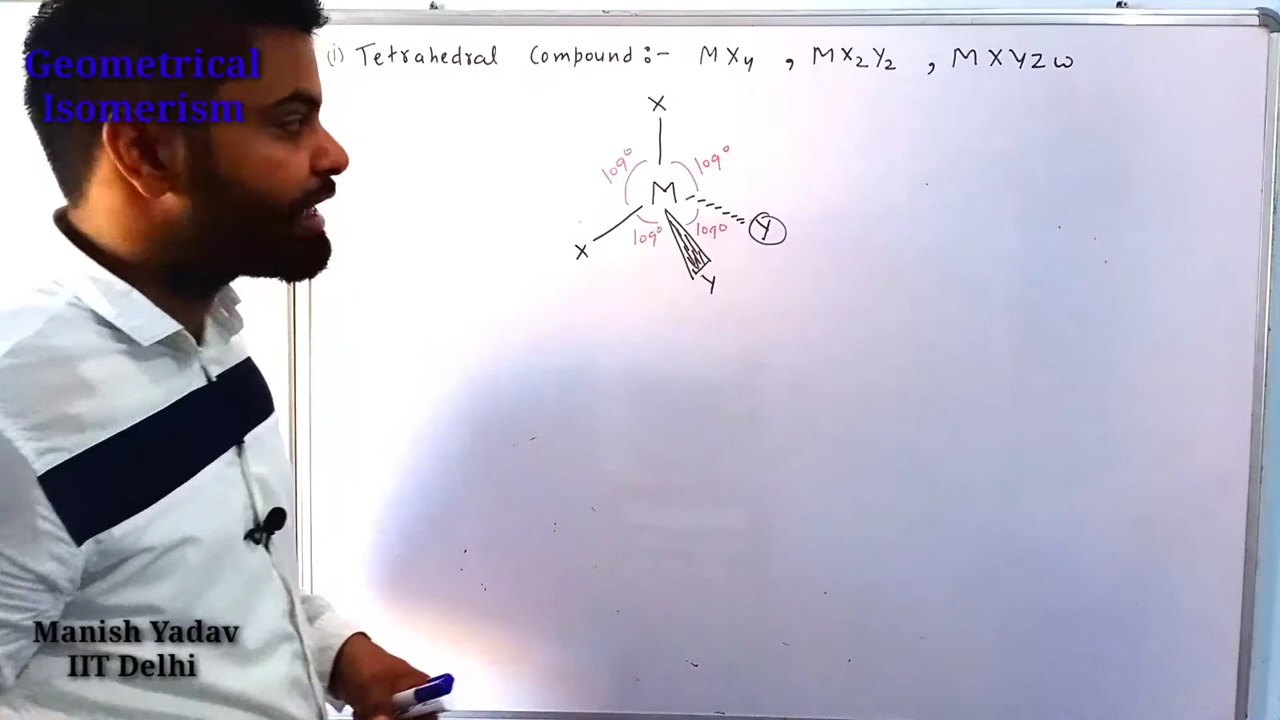 Geometrical
Isomerism
(i) Tetrahedral Compound :- MX4 , MX2Y2 , MXYZW
X
109° 109°
M
X 109° 109° Y
Y
Manish Yadav
IIT Delhi